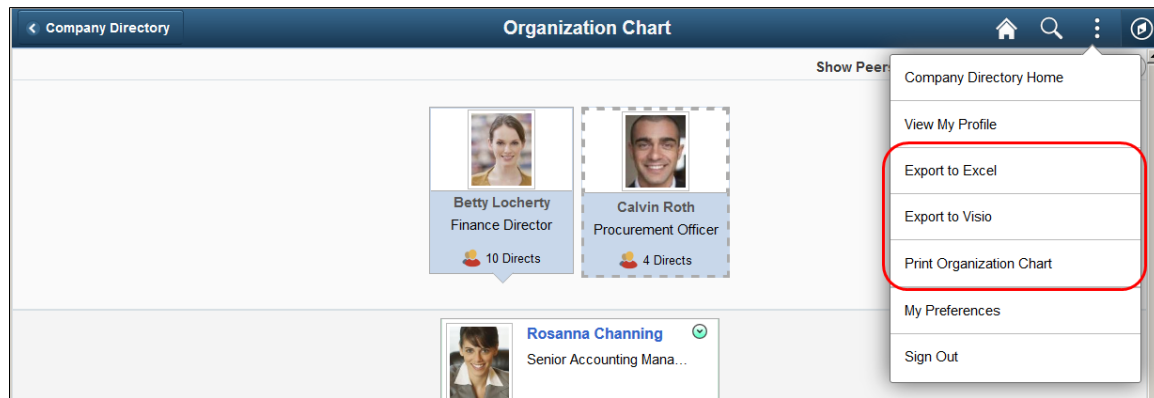 Company Directory
Organization Chart
Show Peers
Company Directory Home
View My Profile
Export to Excel
Export to Visio
Print Organization Chart
My Preferences
Sign Out
Betty Locherty
Finance Director
10 Directs
Calvin Roth
Procurement Officer
4 Directs
Rosanna Channing
Senior Accounting Mana...